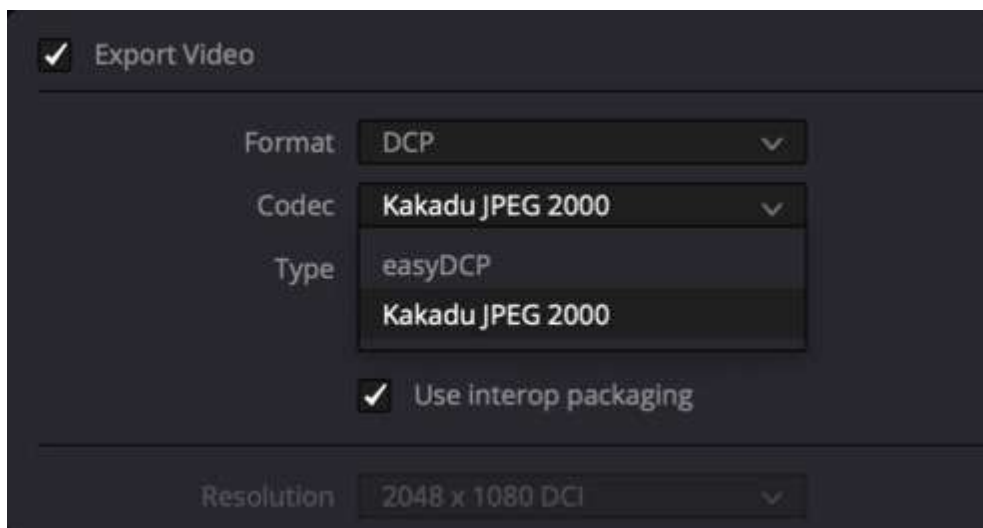 Export Video
Format DCP
Codec Kakadu JPEG 2000
Type easyDCP
Kakadu JPEG 2000
Use interop packaging
Resolution 2048 x 1080 DCI